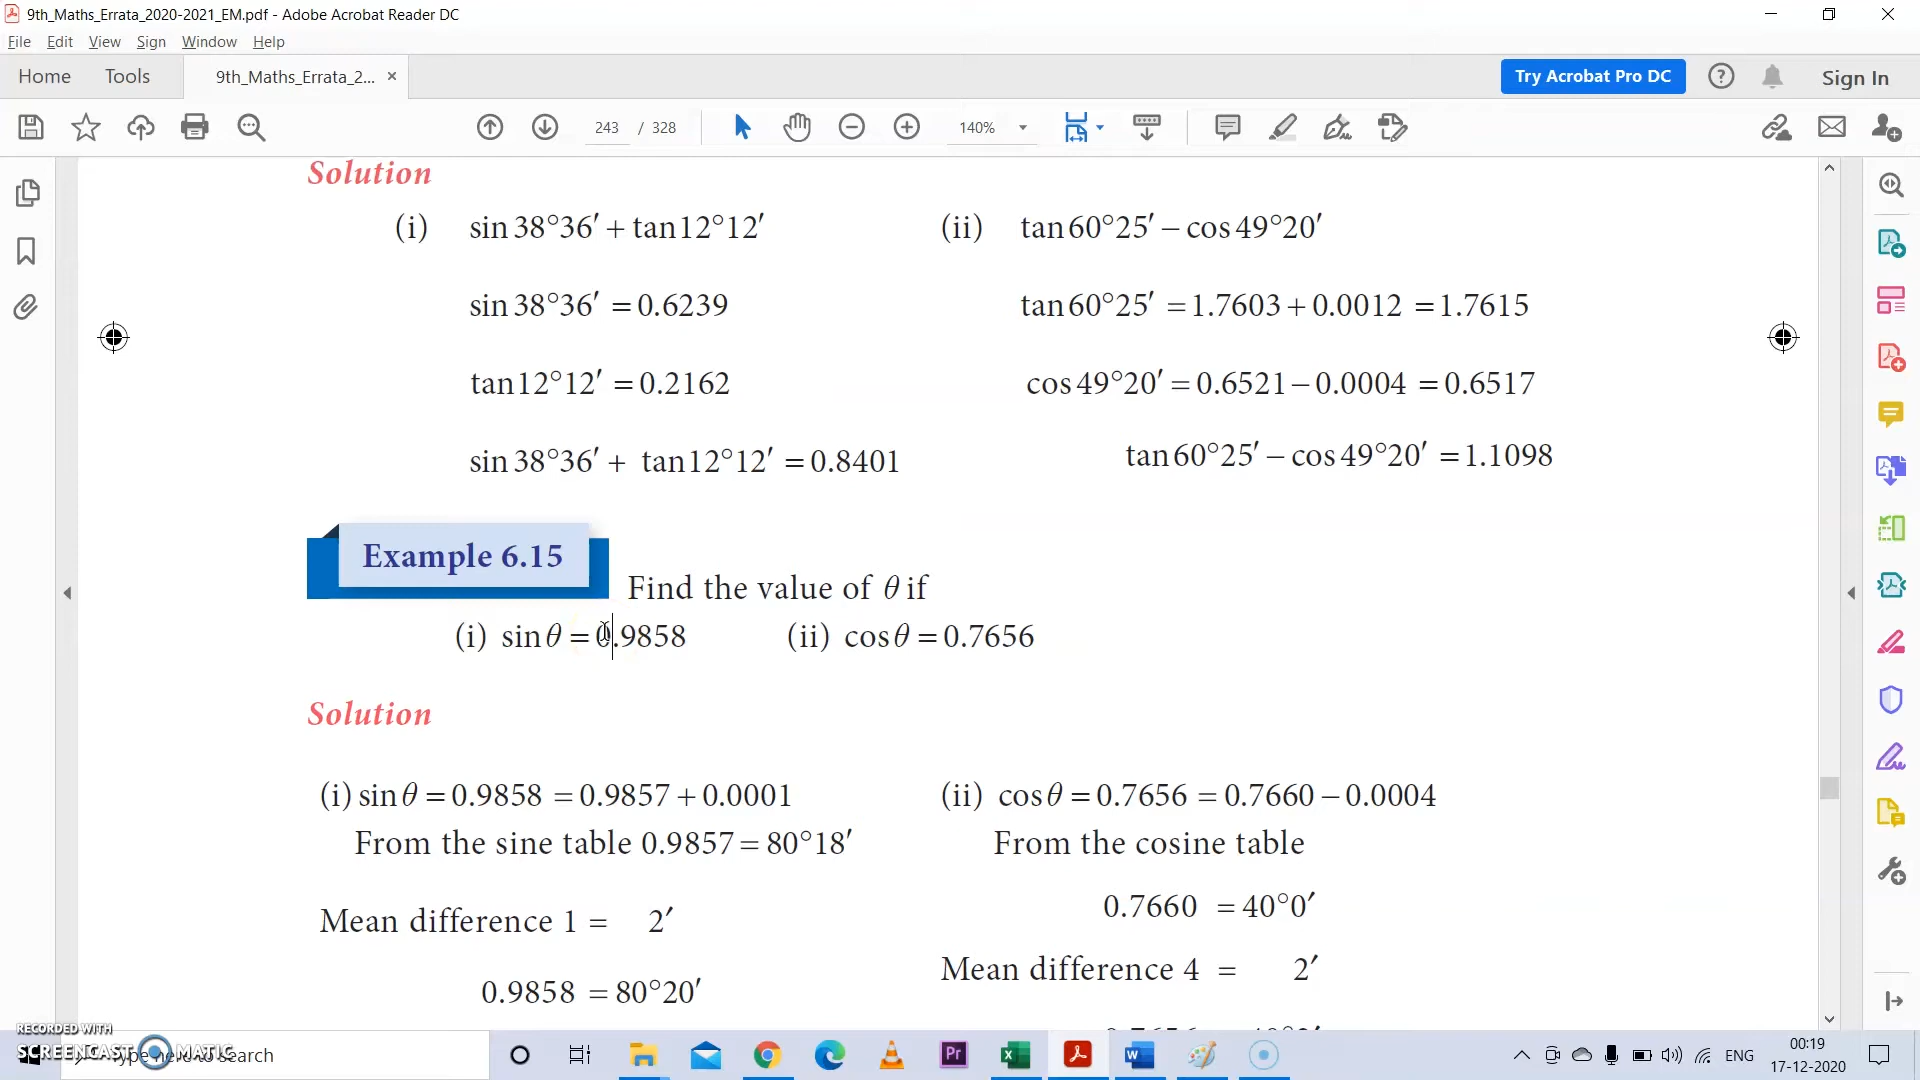 9th_Maths_Errata_2020-2021_EM.pdf - Adobe Acrobat Reader DC
File Edit View Sign Window Help
Home Tools 9th_Maths_Errata_2... × Try Acrobat Pro DC Sign In
243 / 328 140%
Solution
(i) sin 38°36′ + tan 12°12′ (ii) tan 60°25′ − cos 49°20′
sin 38°36′ = 0.6239 tan 60°25′ = 1.7603 + 0.0012 = 1.7615
tan 12°12′ = 0.2162 cos 49°20′ = 0.6521 − 0.0004 = 0.6517
sin 38°36′ + tan 12°12′ = 0.8401 tan 60°25′ − cos 49°20′ = 1.1098
Example 6.15 Find the value of θ if
(i) sin θ = 0.9858 (ii) cos θ = 0.7656
Solution
(i) sin θ = 0.9858 = 0.9857 + 0.0001 (ii) cos θ = 0.7656 = 0.7660 − 0.0004
From the sine table 0.9857 = 80°18′ From the cosine table
0.7660 = 40°0′
Mean difference 1 = 2′
Mean difference 4 = 2′
0.9858 = 80°20′
RECORDED WITH
SCREENCAST MATIC
Type here to search
ENG 00:19
17-12-2020